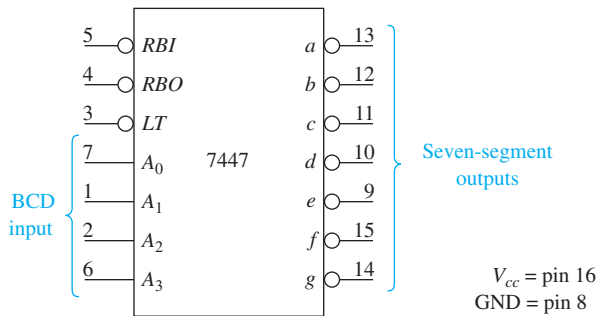 5 RBI a 13
4 RBO b 12
3 LT c 11
7 A0 7447 d 10
1 A1 e 9
2 A2 f 15
6 A3 g 14
BCD
input
Seven-segment
outputs
Vcc = pin 16
GND = pin 8